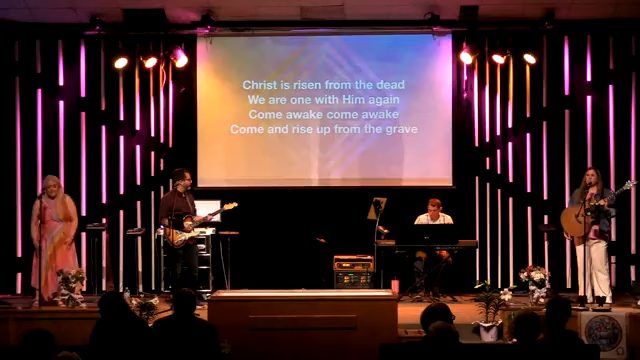 Christ is risen from the dead
We are one with Him again
Come awake come awake
Come and rise up from the grave